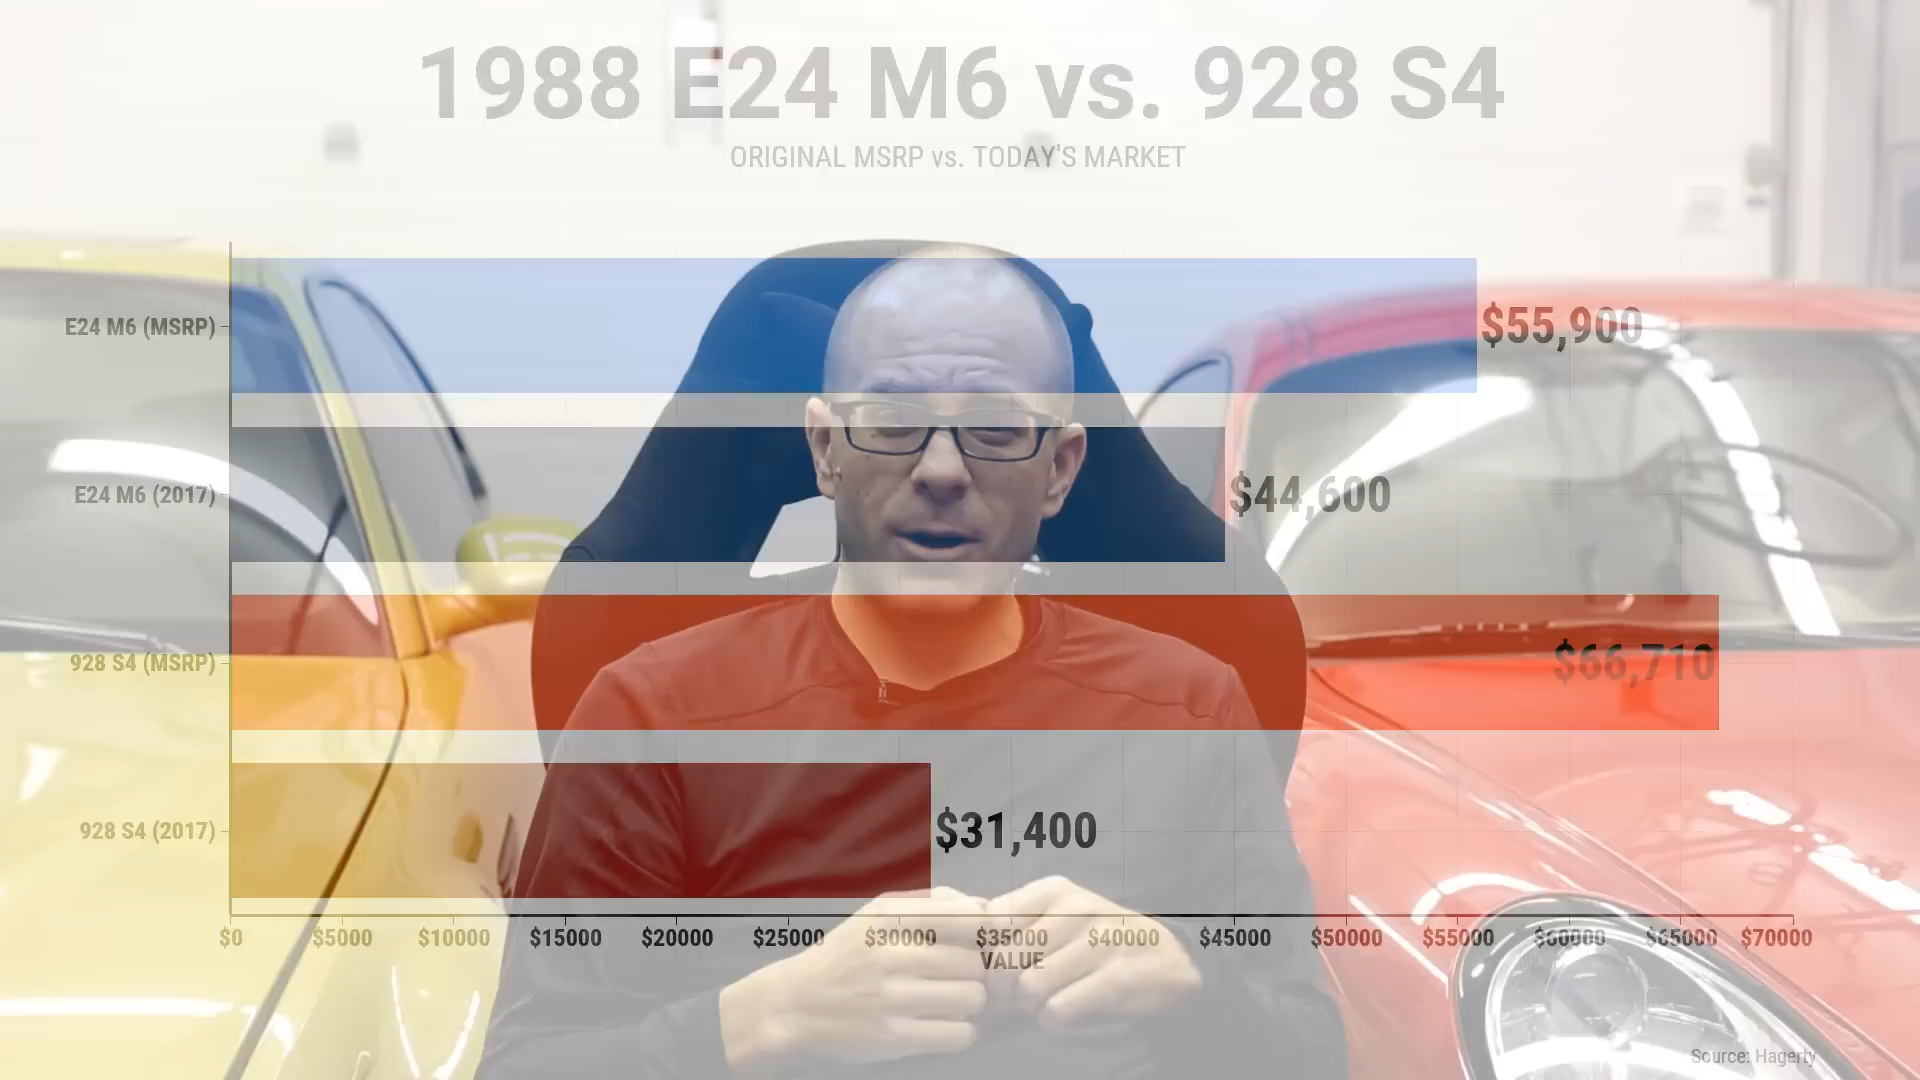 1988 E24 M6 vs. 928 S4
ORIGINAL MSRP vs. TODAY'S MARKET
E24 M6 (MSRP)
$55,900
E24 M6 (2017)
$44,600
928 S4 (MSRP)
$66,710
928 S4 (2017)
$31,400
$0 $5000 $10000 $15000 $20000 $25000 $30000 $35000 $40000 $45000 $50000 $55000 $60000 $65000 $70000
VALUE
Source: Hagerty